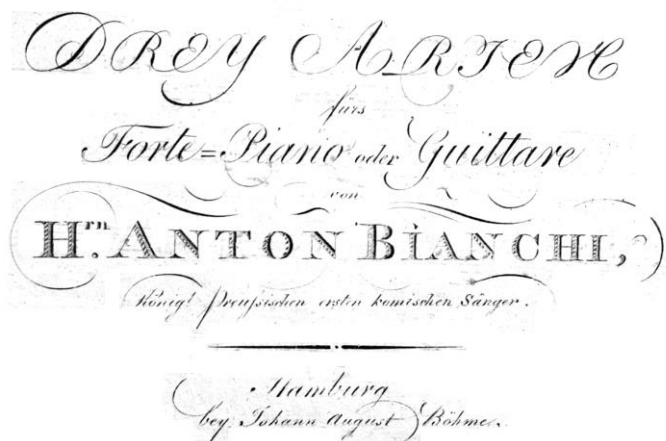 DREY ARIEN
fürs
Forte=Piano oder Guittare
von
H.rn ANTON BIANCHI,
Königl preußischen ersten komischen Sänger.
Hamburg
bey Johann August Böhme.